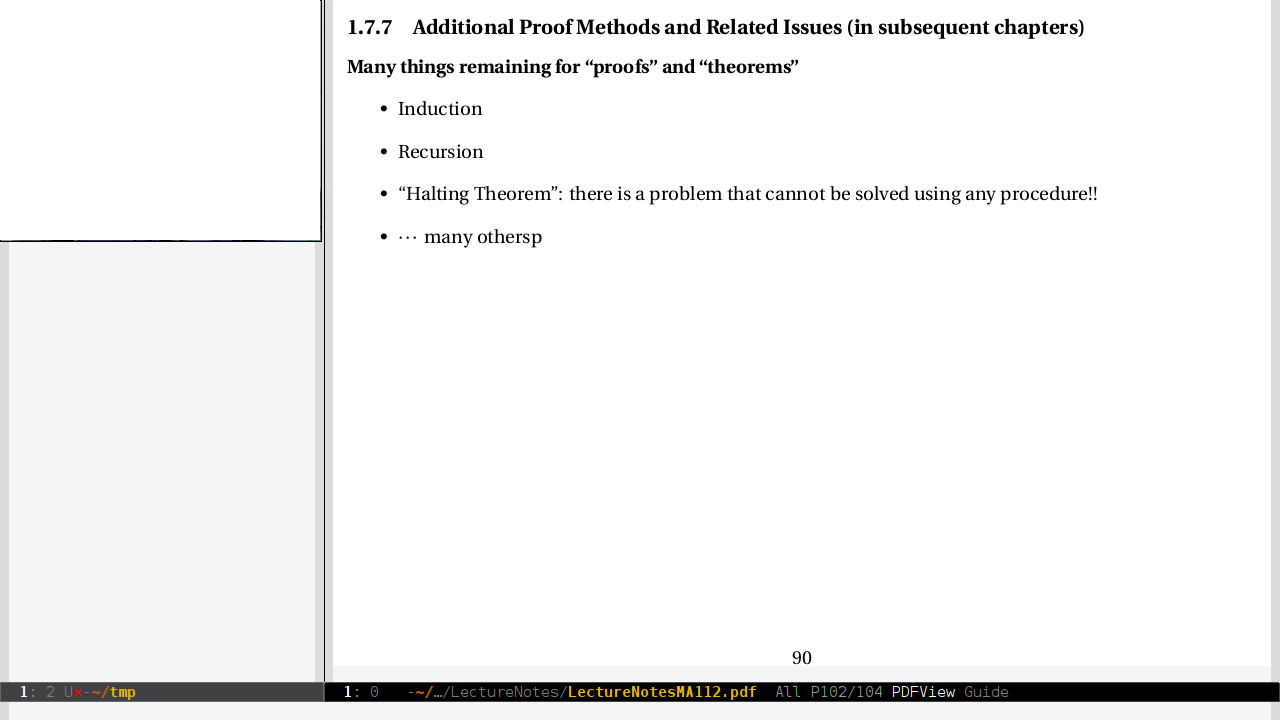 1.7.7 Additional Proof Methods and Related Issues (in subsequent chapters)
Many things remaining for “proofs” and “theorems”
• Induction
• Recursion
• “Halting Theorem”: there is a problem that cannot be solved using any procedure!!
• ··· many othersp
90
1: 2 U×-~/tmp
1: 0 -~/…/LectureNotes/LectureNotesMA112.pdf All P102/104 PDFView Guide